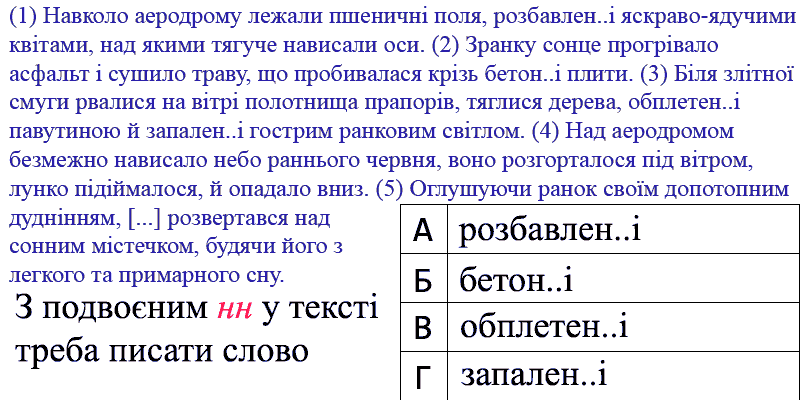 (1) Навколо аеродрому лежали пшеничні поля, розбавлен..і яскраво-ядучими
квітами, над якими тягуче нависали оси. (2) Зранку сонце прогрівало
асфальт і сушило траву, що пробивалася крізь бетон..і плити. (3) Біля злітної
смуги рвалися на вітрі полотнища прапорів, тяглися дерева, обплетен..і
павутиною й запален..і гострим ранковим світлом. (4) Над аеродромом
безмежно нависало небо раннього червня, воно розгорталося під вітром,
лунко підіймалося, й опадало вниз. (5) Оглушуючи ранок своїм допотопним
дуднінням, [...] розвертався над
сонним містечком, будячи його з
легкого та примарного сну.
З подвоєним нн у тексті
треба писати слово
А розбавлен..і
Б бетон..і
В обплетен..і
Г запален..і